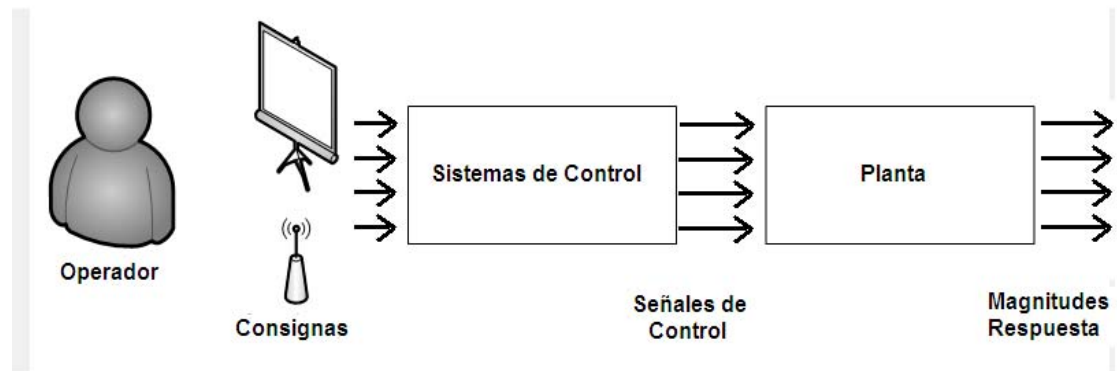 Operador
Consignas
Sistemas de Control
Señales de
Control
Planta
Magnitudes
Respuesta